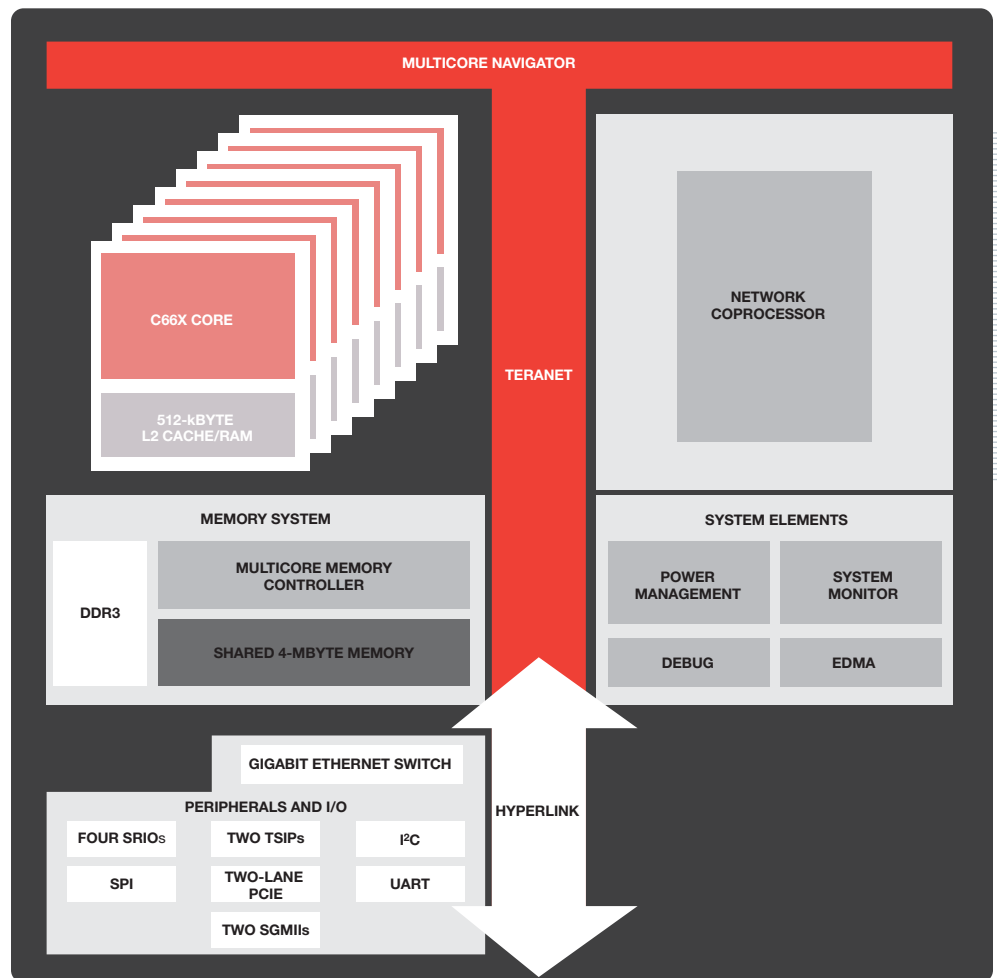 MULTICORE NAVIGATOR
C66X CORE
512-kBYTE
L2 CACHE/RAM
TERANET
NETWORK
COPROCESSOR
MEMORY SYSTEM
DDR3
MULTICORE MEMORY
CONTROLLER
SHARED 4-MBYTE MEMORY
SYSTEM ELEMENTS
POWER
MANAGEMENT
SYSTEM
MONITOR
DEBUG
EDMA
GIGABIT ETHERNET SWITCH
PERIPHERALS AND I/O
FOUR SRIOs
TWO TSIPs
I²C
SPI
TWO-LANE
PCIE
UART
TWO SGMIIs
HYPERLINK